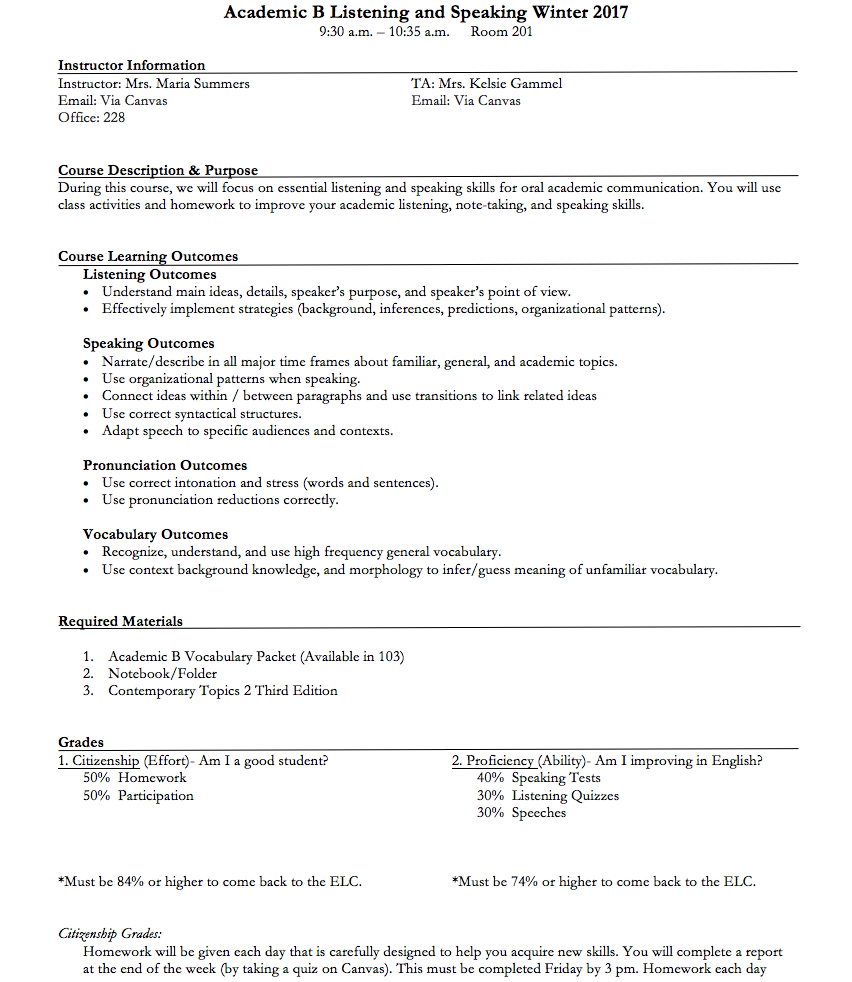 Academic B Listening and Speaking Winter 2017
9:30 a.m. – 10:35 a.m. Room 201
Instructor Information
Instructor: Mrs. Maria Summers TA: Mrs. Kelsie Gammel
Email: Via Canvas Email: Via Canvas
Office: 228
Course Description & Purpose
During this course, we will focus on essential listening and speaking skills for oral academic communication. You will use
class activities and homework to improve your academic listening, note-taking, and speaking skills.
Course Learning Outcomes
Listening Outcomes
• Understand main ideas, details, speaker's purpose, and speaker's point of view.
• Effectively implement strategies (background, inferences, predictions, organizational patterns).
Speaking Outcomes
• Narrate/describe in all major time frames about familiar, general, and academic topics.
• Use organizational patterns when speaking.
• Connect ideas within / between paragraphs and use transitions to link related ideas
• Use correct syntactical structures.
• Adapt speech to specific audiences and contexts.
Pronunciation Outcomes
• Use correct intonation and stress (words and sentences).
• Use pronunciation reductions correctly.
Vocabulary Outcomes
• Recognize, understand, and use high frequency general vocabulary.
• Use context background knowledge, and morphology to infer/guess meaning of unfamiliar vocabulary.
Required Materials
1. Academic B Vocabulary Packet (Available in 103)
2. Notebook/Folder
3. Contemporary Topics 2 Third Edition
Grades
1. Citizenship (Effort)- Am I a good student? 2. Proficiency (Ability)- Am I improving in English?
50% Homework 40% Speaking Tests
50% Participation 30% Listening Quizzes
30% Speeches
*Must be 84% or higher to come back to the ELC. *Must be 74% or higher to come back to the ELC.
Citizenship Grades:
Homework will be given each day that is carefully designed to help you acquire new skills. You will complete a report
at the end of the week (by taking a quiz on Canvas). This must be completed Friday by 3 pm. Homework each day